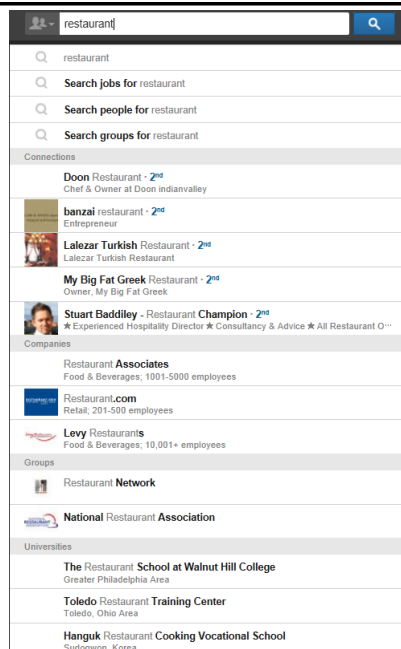 restaurant
restaurant
Search jobs for restaurant
Search people for restaurant
Search groups for restaurant
Connections
Doon Restaurant · 2nd
Chef & Owner at Doon indianvalley
banzai restaurant · 2nd
Entrepreneur
Lalezar Turkish Restaurant · 2nd
Lalezar Turkish Restaurant
My Big Fat Greek Restaurant · 2nd
Owner, My Big Fat Greek
Stuart Baddiley - Restaurant Champion · 2nd
★Experienced Hospitality Director★Consultancy & Advice★All Restaurant O···
Companies
Restaurant Associates
Food & Beverages; 1001-5000 employees
Restaurant.com
Retail; 201-500 employees
Levy Restaurants
Food & Beverages; 10,001+ employees
Groups
Restaurant Network
National Restaurant Association
Universities
The Restaurant School at Walnut Hill College
Greater Philadelphia Area
Toledo Restaurant Training Center
Toledo, Ohio Area
Hanguk Restaurant Cooking Vocational School
Sudogwon, Korea